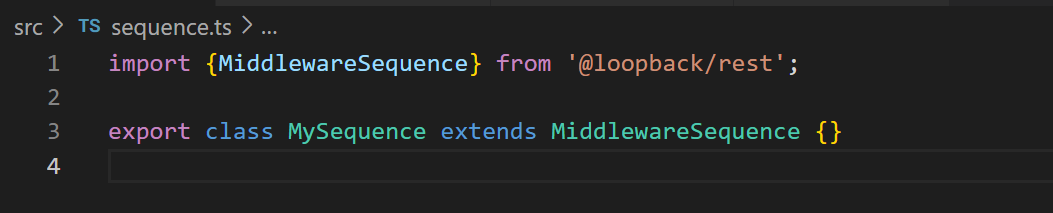 src > TS sequence.ts > ...
1 import {MiddlewareSequence} from '@loopback/rest';
2
3 export class MySequence extends MiddlewareSequence {}
4